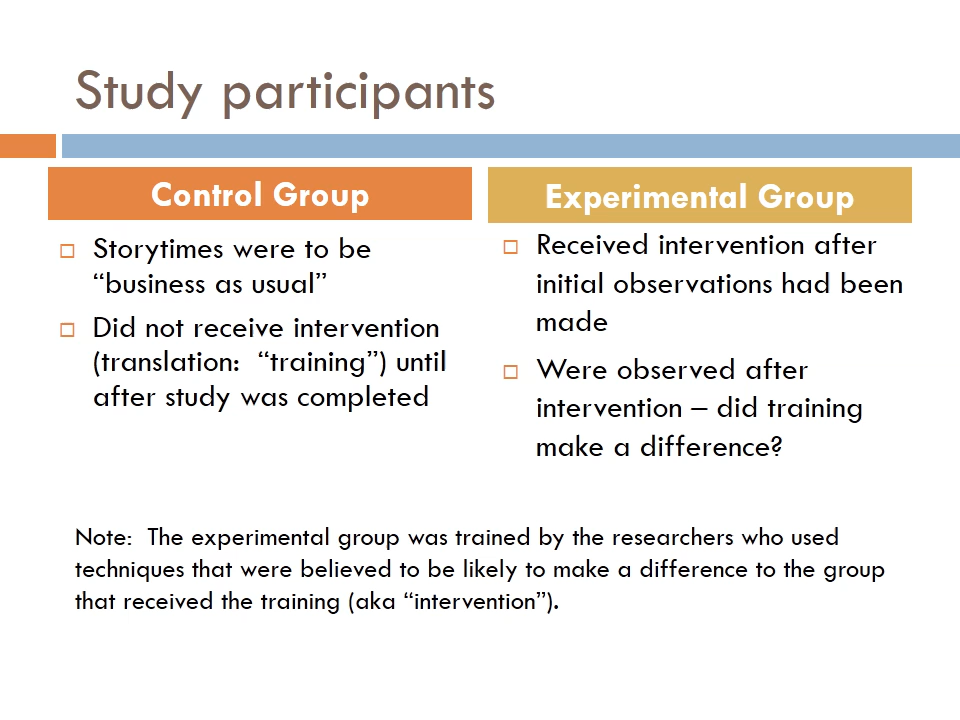 Study participants
Control Group
Storytimes were to be
“business as usual”
Did not receive intervention
(translation:  “training”) until
after study was completed
Experimental Group
Received intervention after
initial observations had been
made
Were observed after
intervention – did training
make a difference?
Note:  The experimental group was trained by the researchers who used
techniques that were believed to be likely to make a difference to the group
that received the training (aka “intervention”).